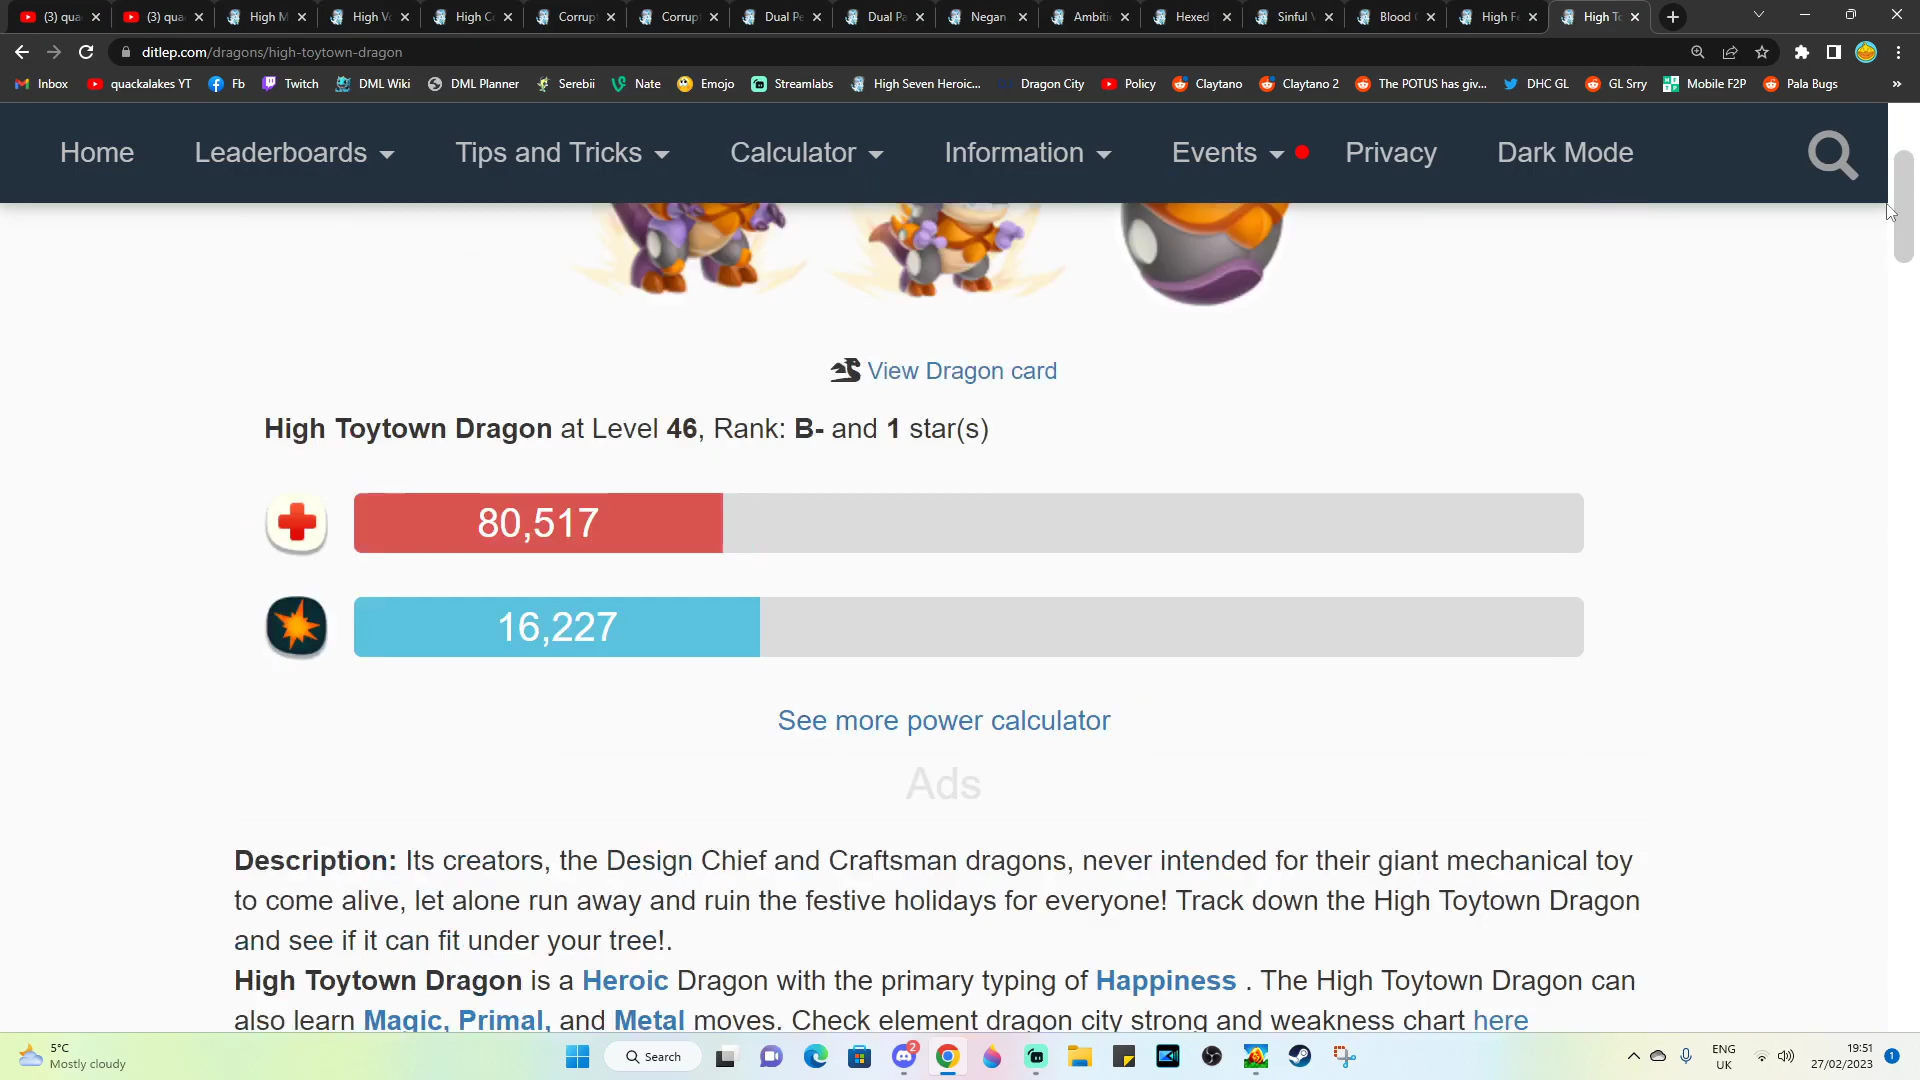 (3) qua
(3) qua
High M
High Vo
High C
Corrup
Corrup
Dual Pe
Dual Pa
Negan
Ambiti
Hexed
Sinful V
Blood
High F
High To
ditlep.com/dragons/high-toytown-dragon
Inbox
quackalakes YT
Fb
Twitch
DML Wiki
DML Planner
Serebii
Nate
Emojo
Streamlabs
High Seven Heroic...
Dragon City
Policy
Claytano
Claytano 2
The POTUS has giv...
DHC GL
GL Srry
Mobile F2P
Pala Bugs
»
Home
Leaderboards
Tips and Tricks
Calculator
Information
Events
Privacy
Dark Mode
View Dragon card
High Toytown Dragon at Level 46, Rank: B- and 1 star(s)
80,517
16,227
See more power calculator
Ads
Description: Its creators, the Design Chief and Craftsman dragons, never intended for their giant mechanical toy
to come alive, let alone run away and ruin the festive holidays for everyone! Track down the High Toytown Dragon
and see if it can fit under your tree!.
High Toytown Dragon is a Heroic Dragon with the primary typing of Happiness . The High Toytown Dragon can
also learn Magic, Primal, and Metal moves. Check element dragon city strong and weakness chart here
5°C
Mostly cloudy
Search
2
ENG
UK
19:51
27/02/2023
1